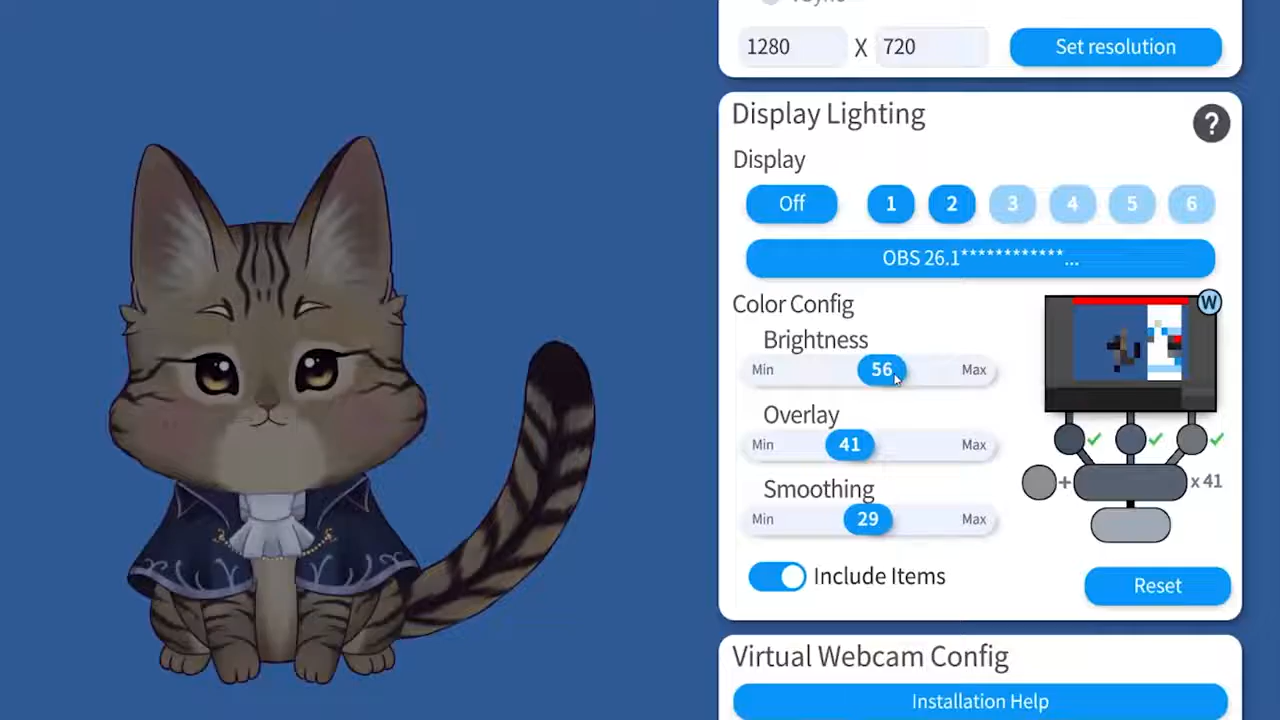 1280 X 720 Set resolution
Display Lighting
?
Display
Off 1 2 3 4 5 6
OBS 26.1************...
Color Config
W
Brightness
Min 56 Max
Overlay
Min 41 Max
x 41
+
Smoothing
Min 29 Max
Include Items
Reset
Virtual Webcam Config
Installation Help